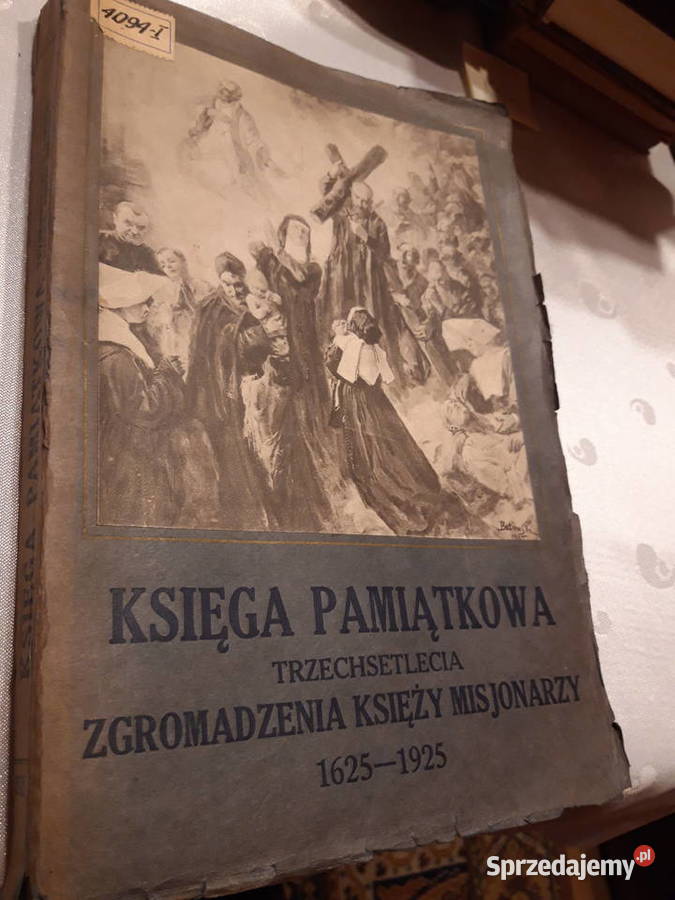 4094-I
KSIĘGA PAMIĄTKOWA
KSIĘGA PAMIĄTKOWA
TRZECHSETLECIA
ZGROMADZENIA KSIĘŻY MISJONARZY
1625—1925
Sprzedajemy.pl